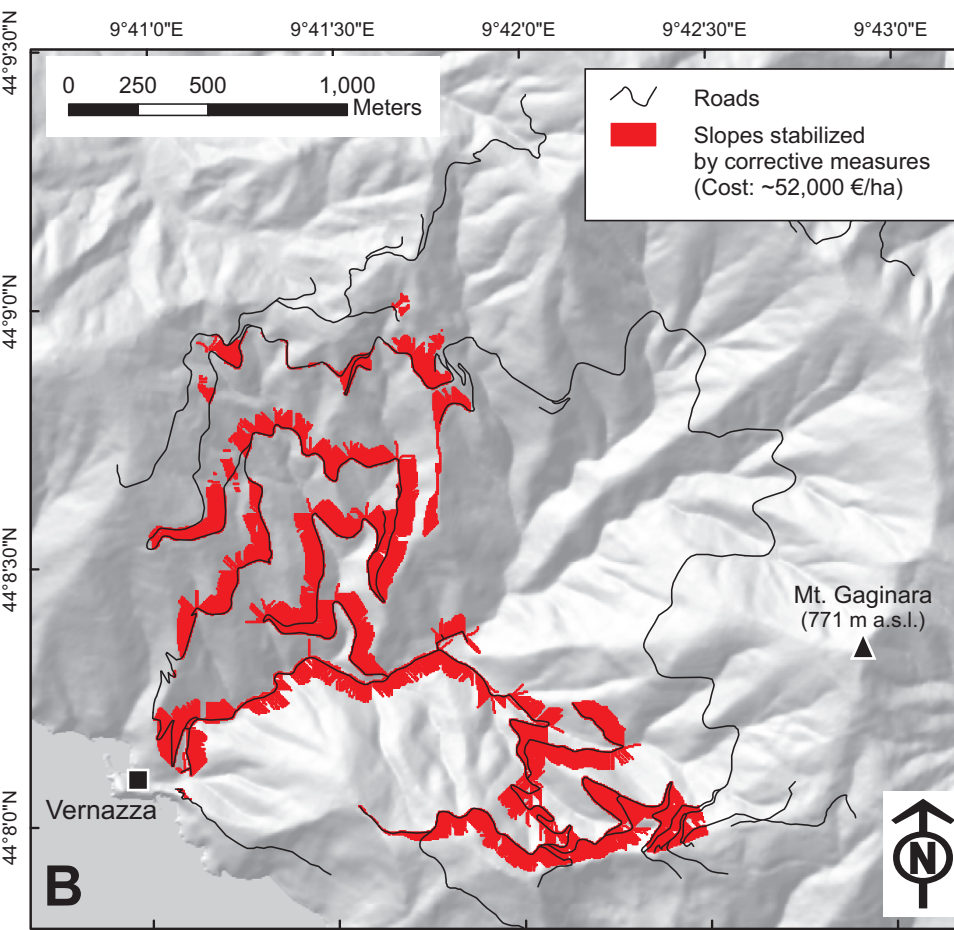 9°41'0"E 9°41'30"E 9°42'0"E 9°42'30"E 9°43'0"E
44°9'30"N
0 250 500 1,000
Meters
Roads
Slopes stabilized
by corrective measures
(Cost: ~52,000 €/ha)
44°9'0"N
44°8'30"N
Mt. Gaginara
(771 m a.s.l.)
Vernazza
44°8'0"N
B
N